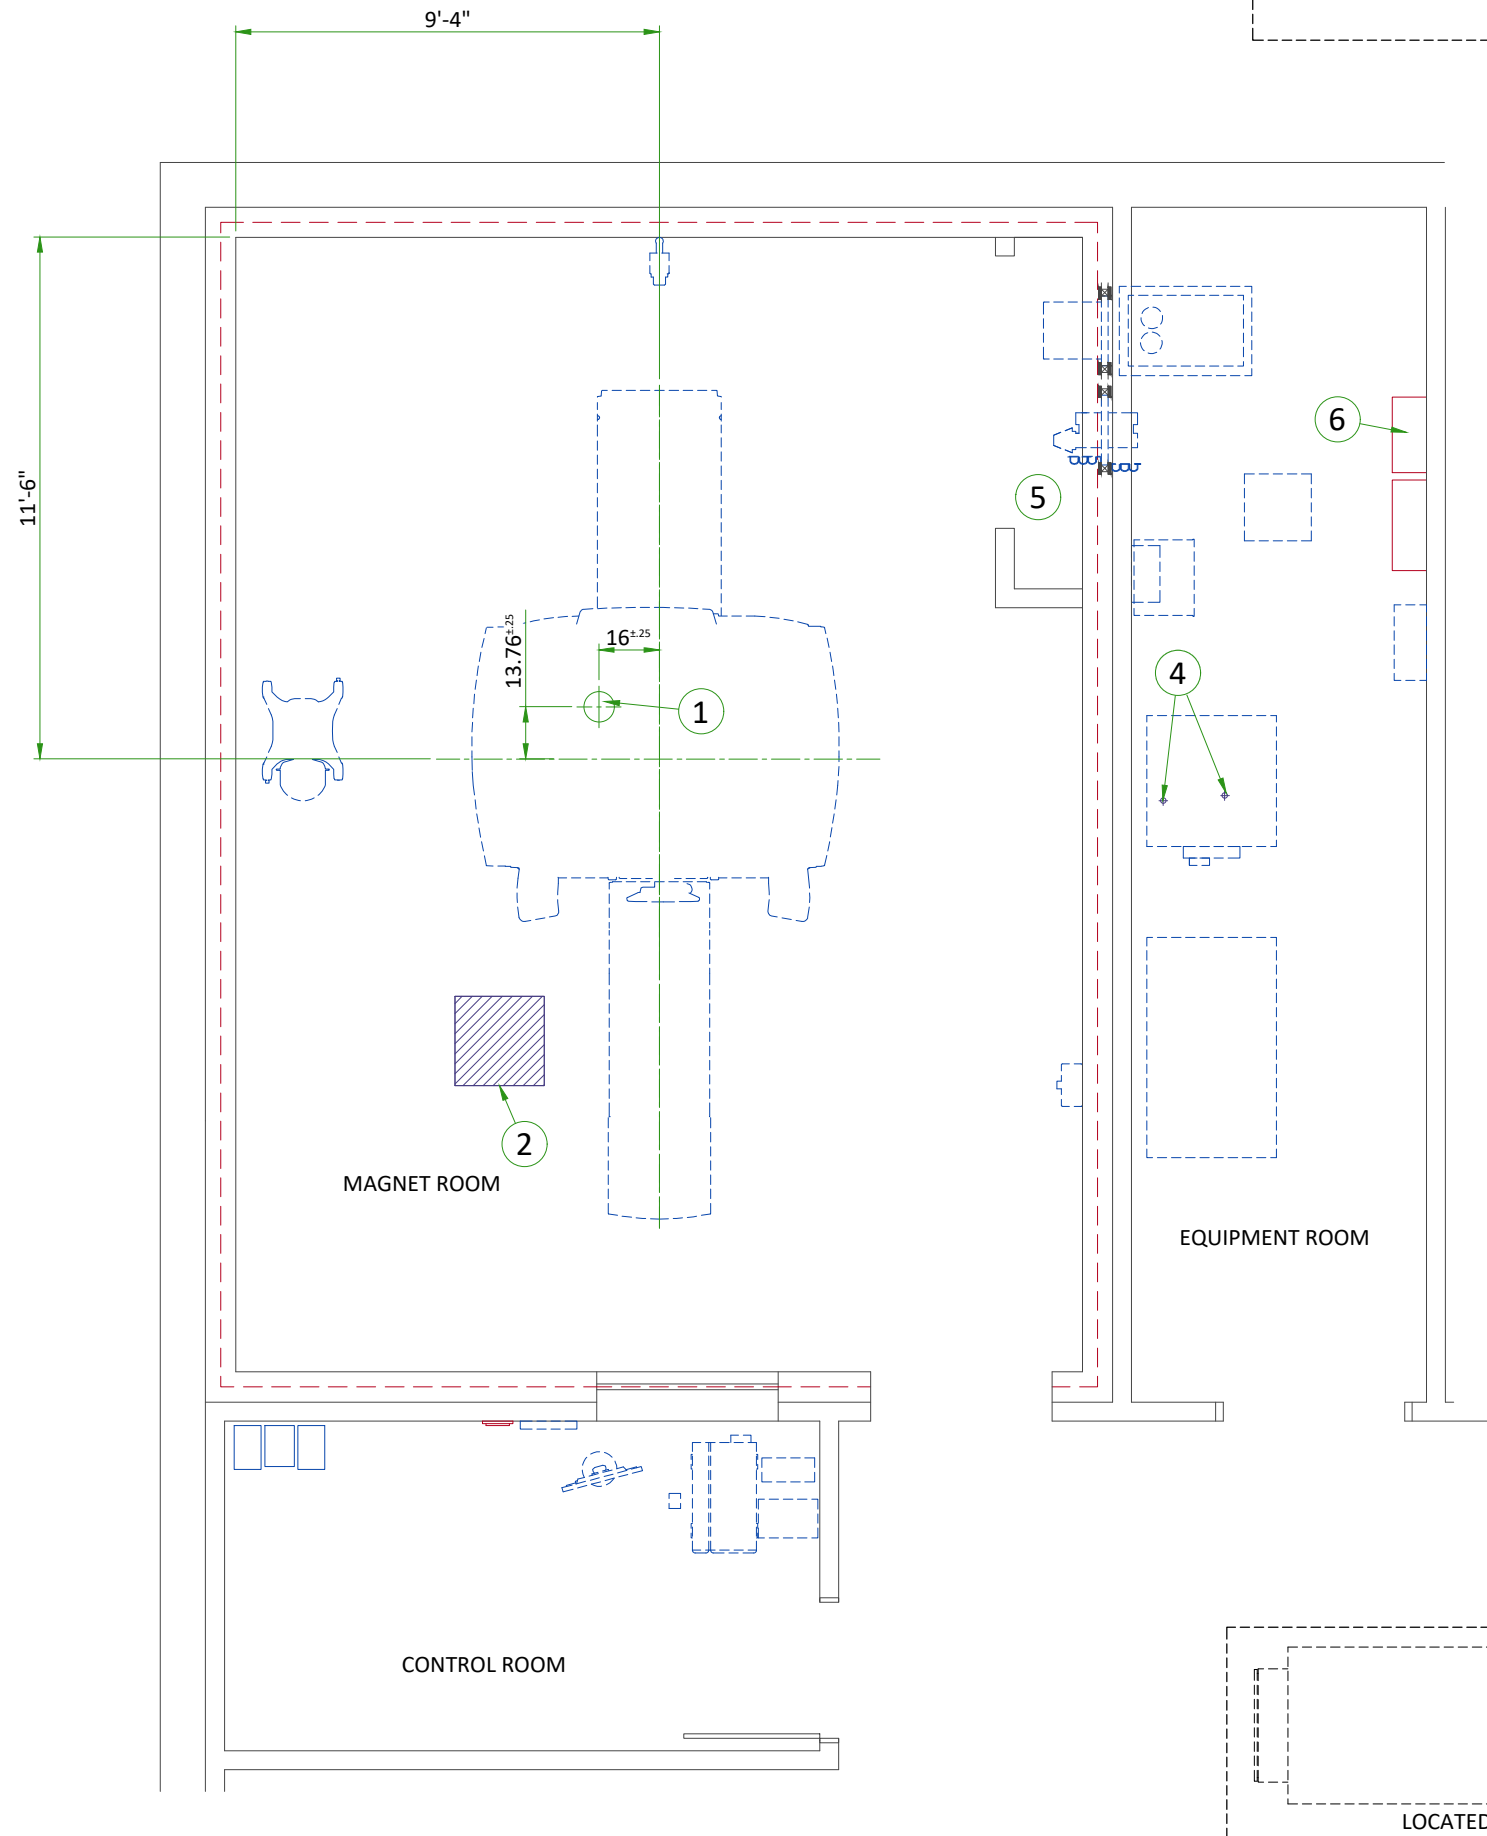 9'-4"
11'-6"
6
5
13.76±.25
16±.25
4
1
2
MAGNET ROOM
EQUIPMENT ROOM
CONTROL ROOM
LOCATED